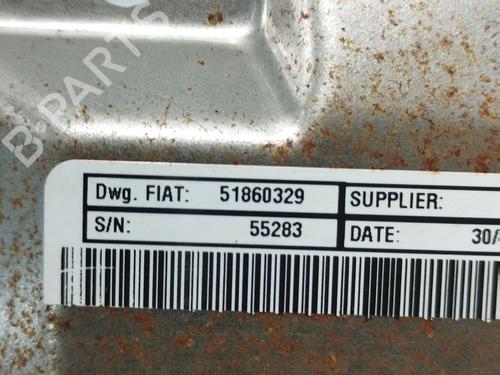 B-PARTS
Dwg. FIAT: 51860329 SUPPLIER:
S/N: 55283 DATE: 30/